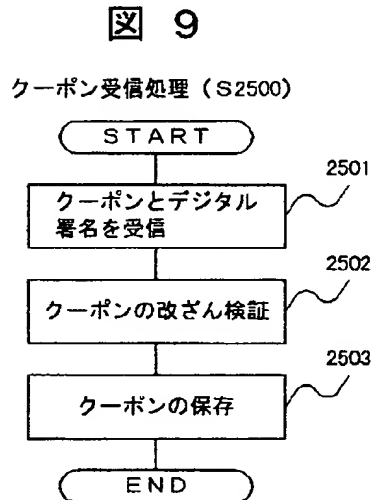 図 9
クーポン受信処理(S2500)
START
2501
クーポンとデジタル
署名を受信
2502
クーポンの改ざん検証
2503
クーポンの保存
END